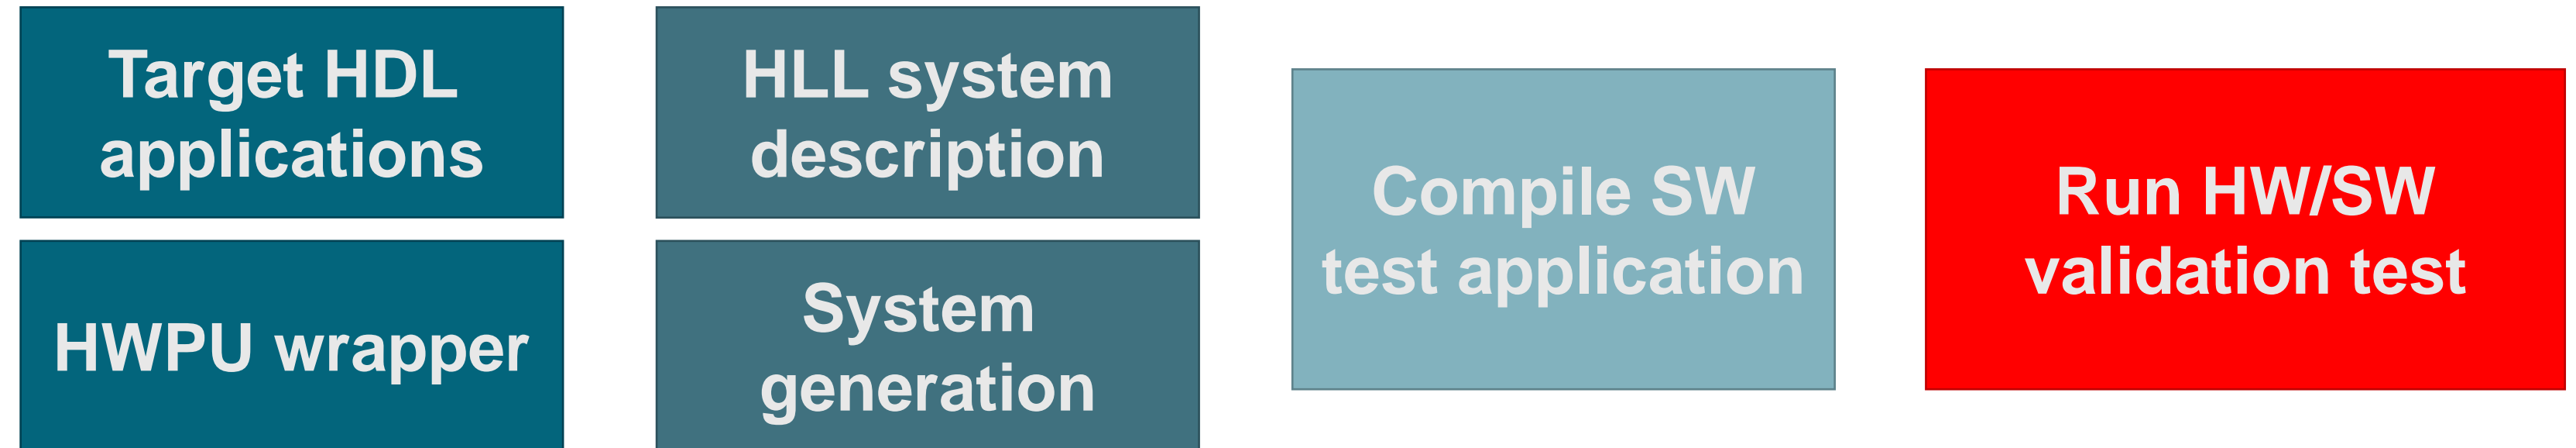 Target HDL
applications
HWPU wrapper
HLL system
description
System
generation
Compile SW
test application
Run HW/SW
validation test